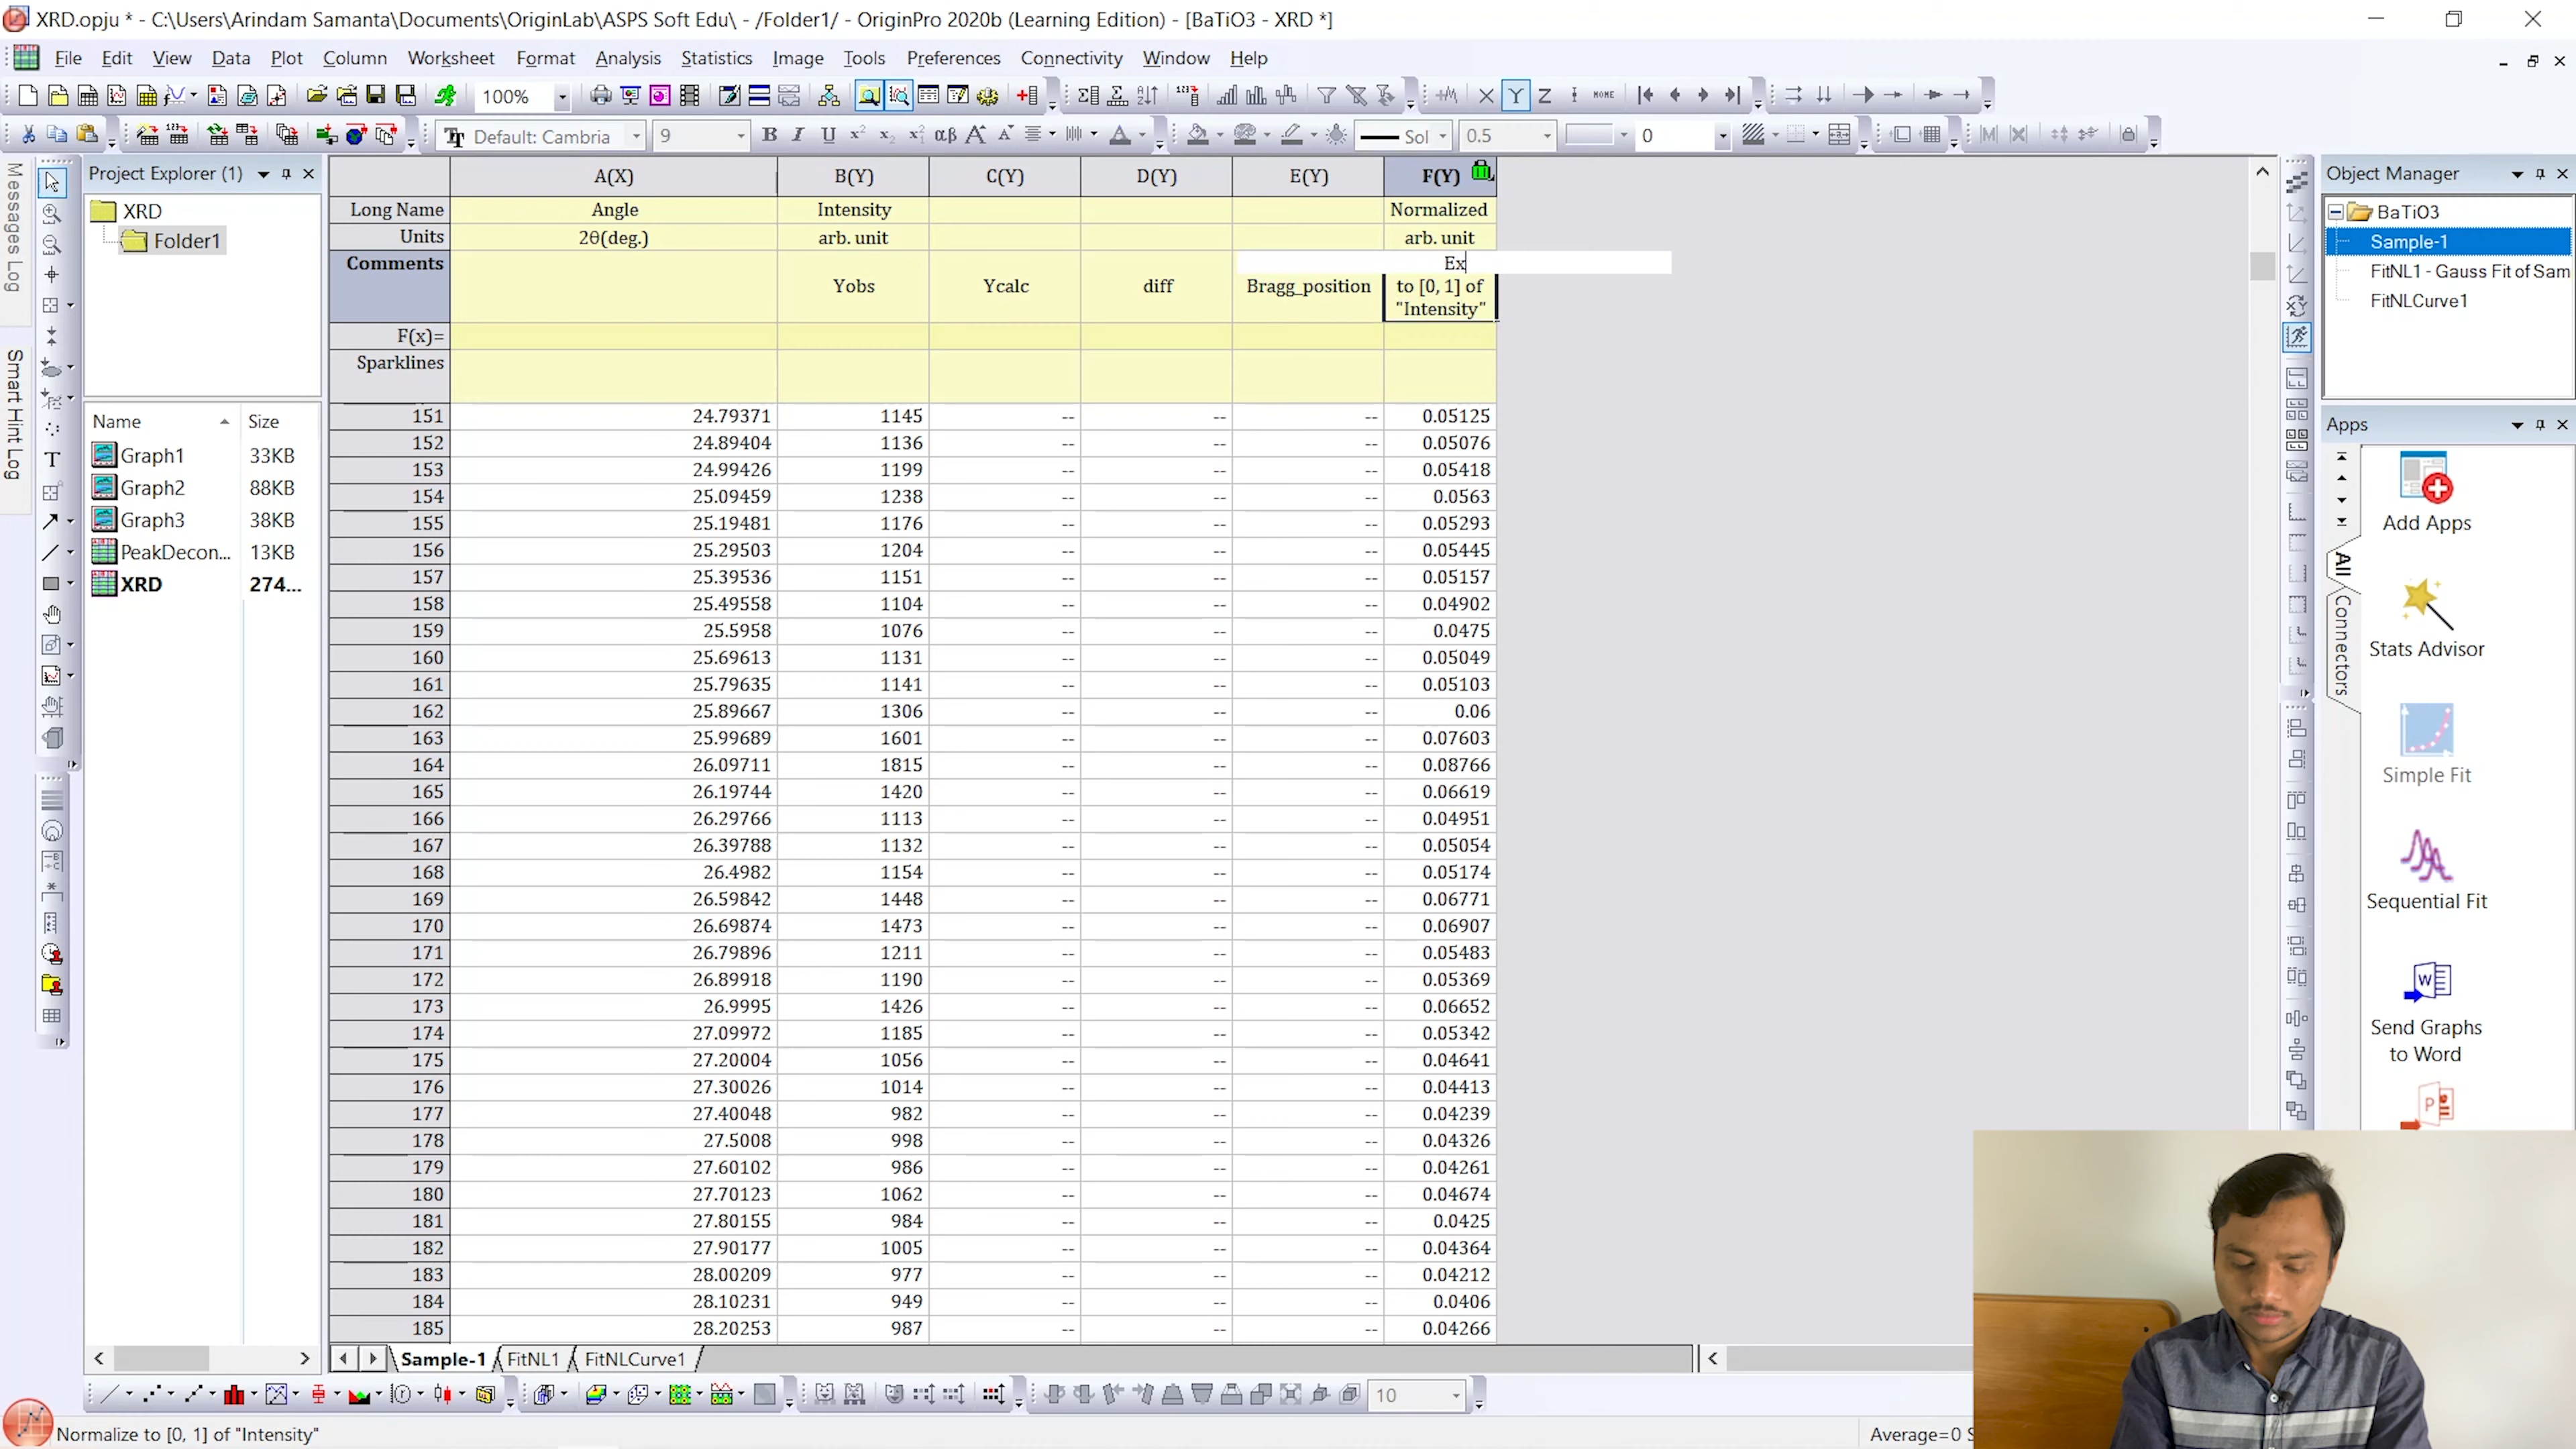 XRD.opju * - C:\Users\Arindam Samanta\Documents\OriginLab\ASPS Soft Edu\ - /Folder1/ - OriginPro 2020b (Learning Edition) - [BaTiO3 - XRD *]
File Edit View Data Plot Column Worksheet Format Analysis Statistics Image Tools Preferences Connectivity Window Help
100%
Default: Cambria 9 Sol 0.5 0
Messages Log
Smart Hint Log
Project Explorer (1)
XRD
Folder1
Name Size
Graph1 33KB
Graph2 88KB
Graph3 38KB
PeakDecon... 13KB
XRD 274...
A(X) B(Y) C(Y) D(Y) E(Y) F(Y)
Long Name Angle Intensity Normalized
Units 2θ(deg.) arb. unit arb. unit
Comments Yobs Ycalc diff Bragg_position Ex
to [0, 1] of
"Intensity"
F(x)=
Sparklines
151 24.79371 1145 -- -- -- 0.05125
152 24.89404 1136 -- -- -- 0.05076
153 24.99426 1199 -- -- -- 0.05418
154 25.09459 1238 -- -- -- 0.0563
155 25.19481 1176 -- -- -- 0.05293
156 25.29503 1204 -- -- -- 0.05445
157 25.39536 1151 -- -- -- 0.05157
158 25.49558 1104 -- -- -- 0.04902
159 25.5958 1076 -- -- -- 0.0475
160 25.69613 1131 -- -- -- 0.05049
161 25.79635 1141 -- -- -- 0.05103
162 25.89667 1306 -- -- -- 0.06
163 25.99689 1601 -- -- -- 0.07603
164 26.09711 1815 -- -- -- 0.08766
165 26.19744 1420 -- -- -- 0.06619
166 26.29766 1113 -- -- -- 0.04951
167 26.39788 1132 -- -- -- 0.05054
168 26.4982 1154 -- -- -- 0.05174
169 26.59842 1448 -- -- -- 0.06771
170 26.69874 1473 -- -- -- 0.06907
171 26.79896 1211 -- -- -- 0.05483
172 26.89918 1190 -- -- -- 0.05369
173 26.9995 1426 -- -- -- 0.06652
174 27.09972 1185 -- -- -- 0.05342
175 27.20004 1056 -- -- -- 0.04641
176 27.30026 1014 -- -- -- 0.04413
177 27.40048 982 -- -- -- 0.04239
178 27.5008 998 -- -- -- 0.04326
179 27.60102 986 -- -- -- 0.04261
180 27.70123 1062 -- -- -- 0.04674
181 27.80155 984 -- -- -- 0.0425
182 27.90177 1005 -- -- -- 0.04364
183 28.00209 977 -- -- -- 0.04212
184 28.10231 949 -- -- -- 0.0406
185 28.20253 987 -- -- -- 0.04266
Sample-1 FitNL1 FitNLCurve1
10
Normalize to [0, 1] of "Intensity"
Average=0 S
Object Manager
BaTiO3
Sample-1
FitNL1 - Gauss Fit of Sam
FitNLCurve1
Apps
All
Connectors
Add Apps
Stats Advisor
Simple Fit
Sequential Fit
Send Graphs
to Word